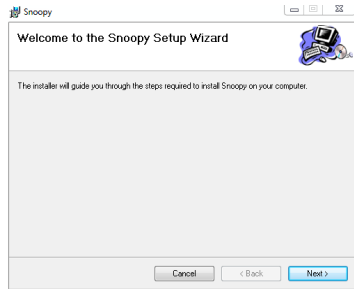 Snoopy
Welcome to the Snoopy Setup Wizard
The installer will guide you through the steps required to install Snoopy on your computer.
Cancel
< Back
Next >